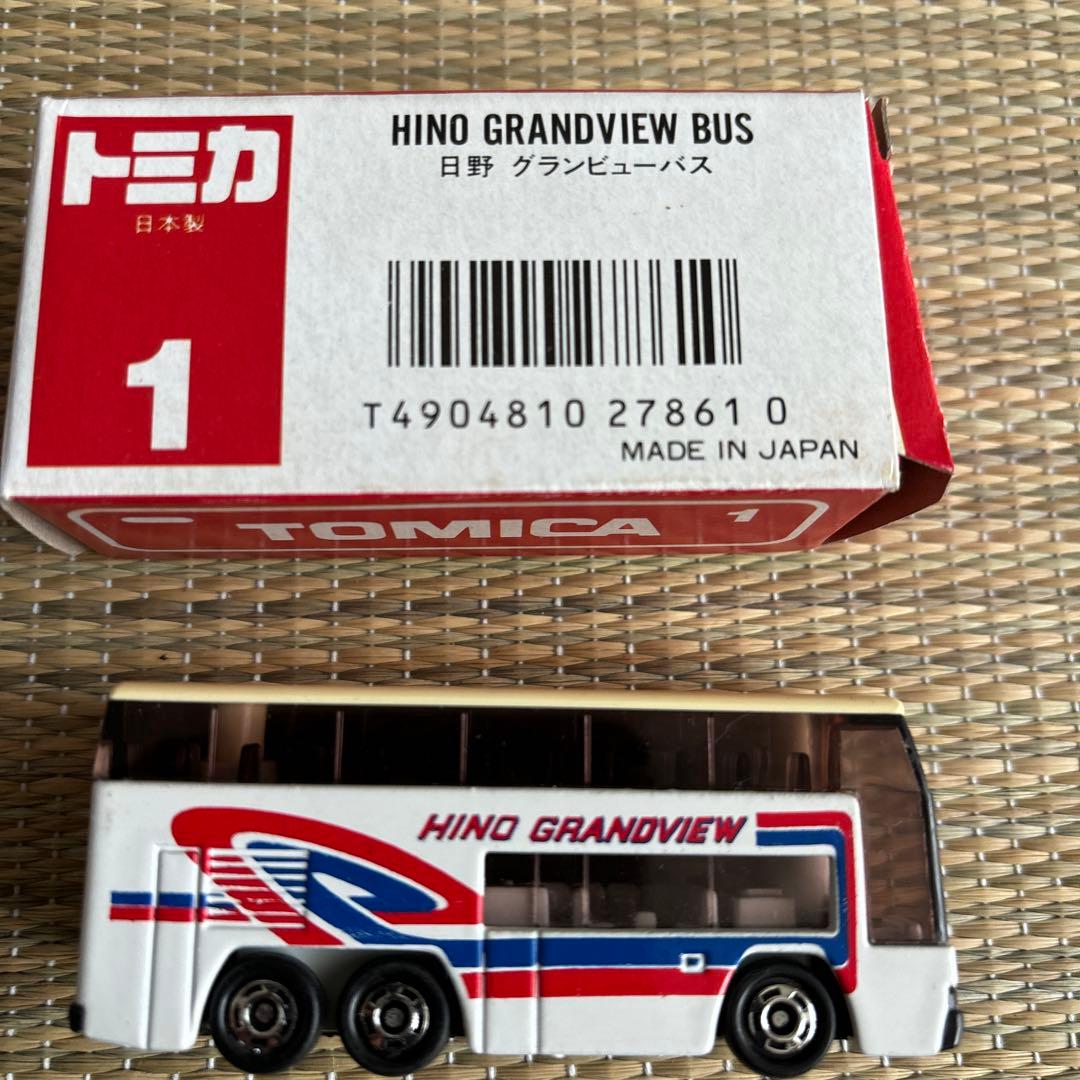 トミカ
日本製
1
HINO GRANDVIEW BUS
日野 グランビューバス
T4904810 27861 0
MADE IN JAPAN
TOMICA 1
HINO GRANDVIEW